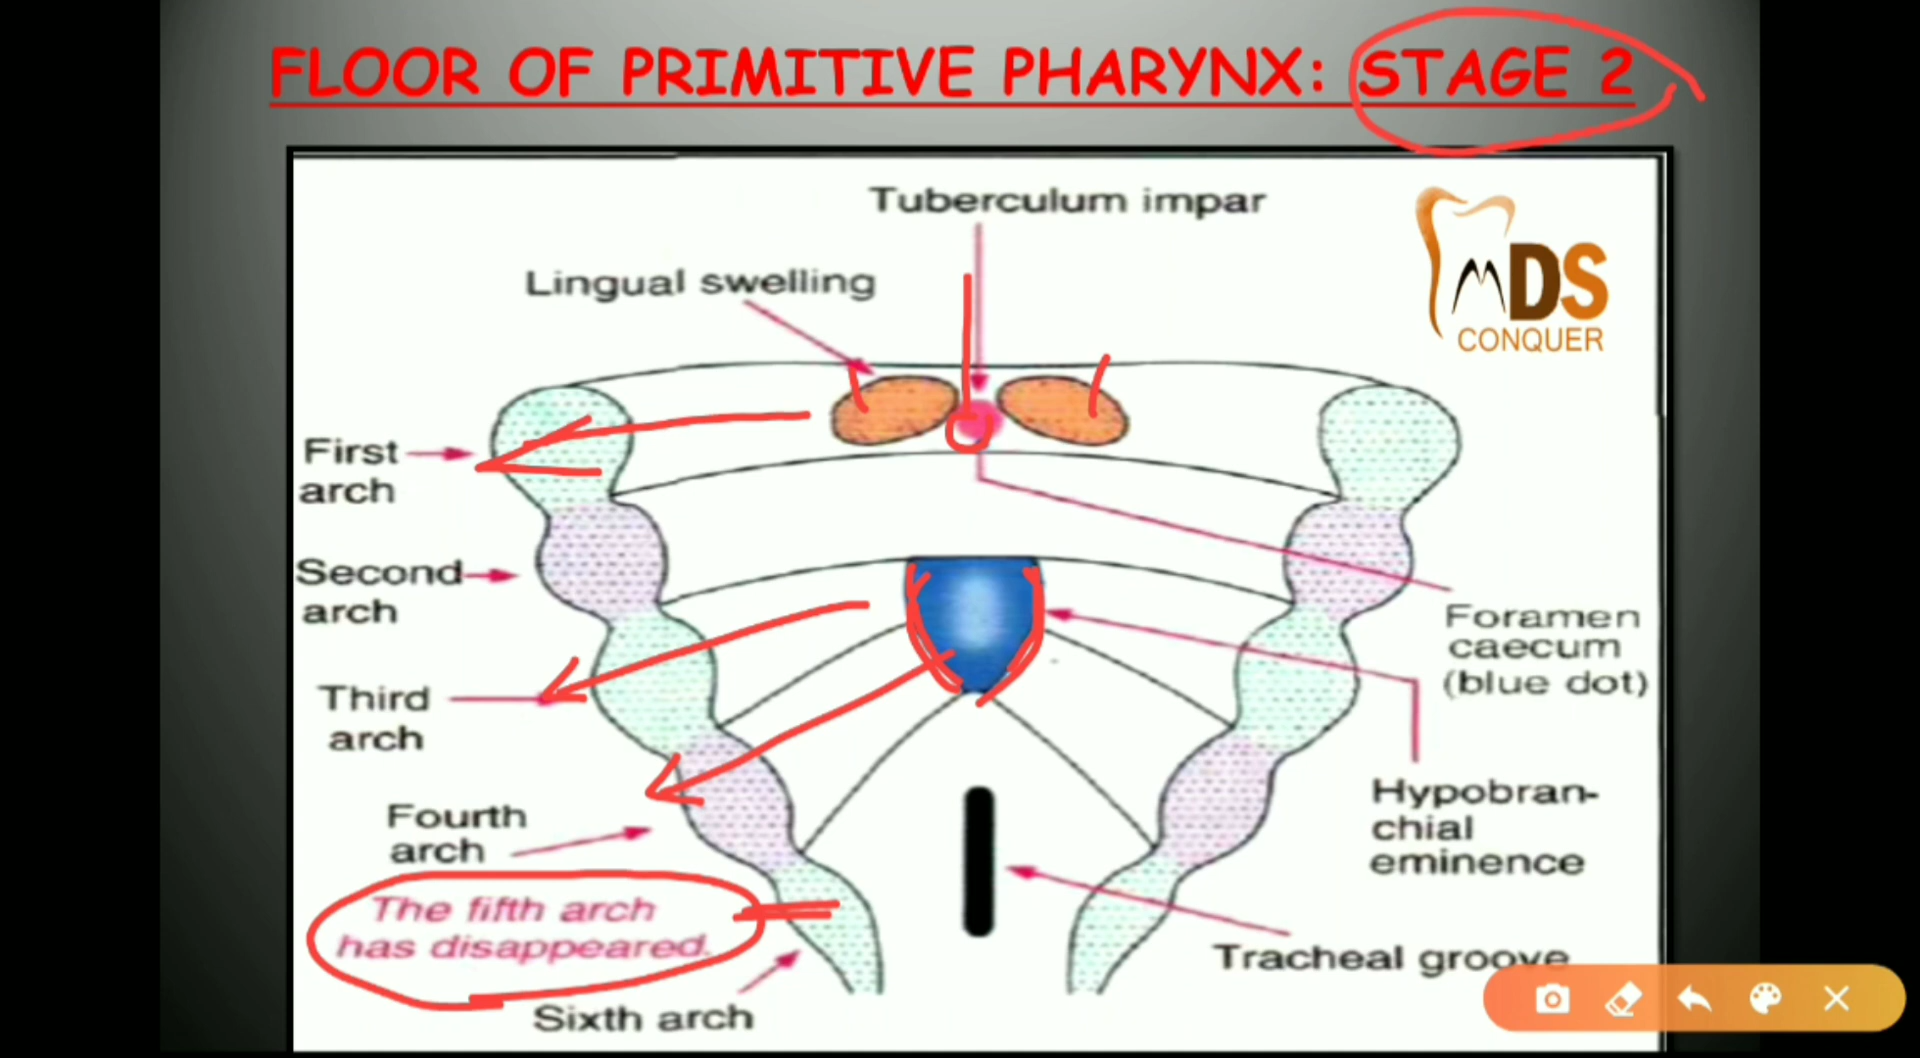 FLOOR OF PRIMITIVE PHARYNX: STAGE 2
Tuberculum impar
Lingual swelling
MDS
CONQUER
First
arch
Second
arch
Third
arch
Fourth
arch
The fifth arch
has disappeared.
Sixth arch
Foramen
caecum
(blue dot)
Hypobran-
chial
eminence
Tracheal groove